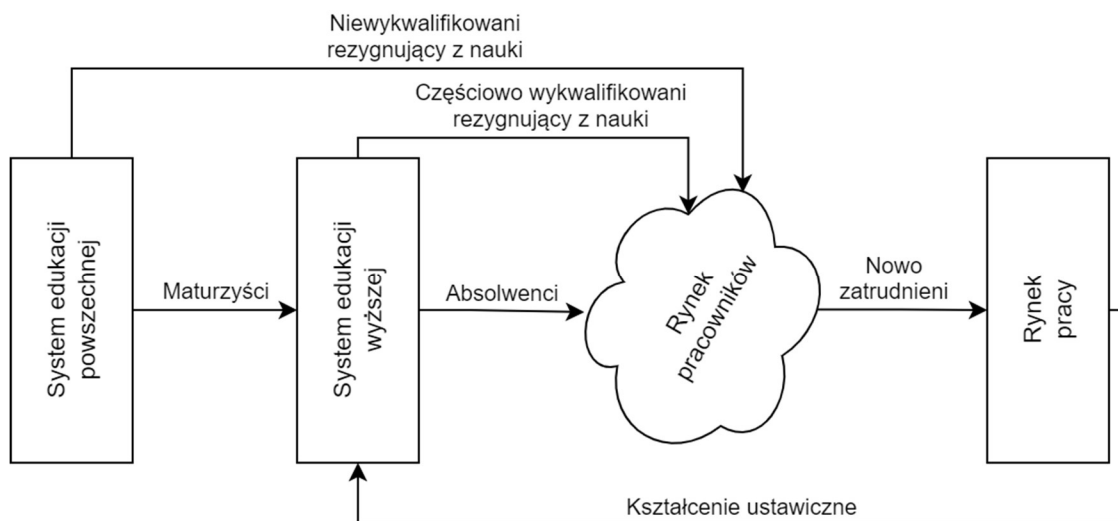 Niewykwalifikowani
rezygnujący z nauki
Częściowo wykwalifikowani
rezygnujący z nauki
System edukacji
powszechnej
Maturzyści
System edukacji
wyższej
Absolwenci
Rynek
pracowników
Nowo
zatrudnieni
Rynek
pracy
Kształcenie ustawiczne